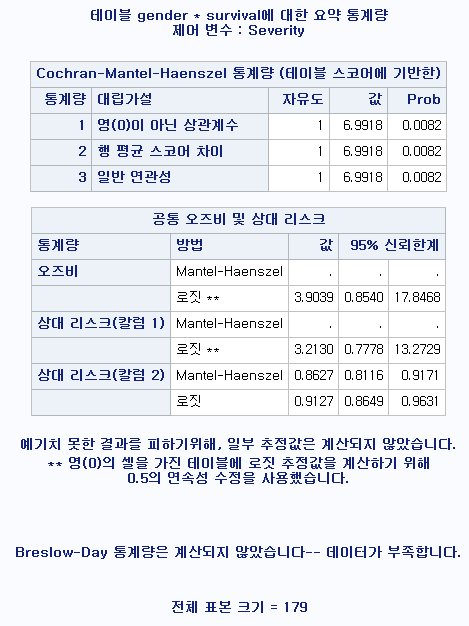 테이블 gender * survival에 대한 요약 통계량
제어 변수 : Severity
Cochran-Mantel-Haenszel 통계량 (테이블 스코어에 기반한)
통계량 대립가설 자유도 값 Prob
1 영(0)이 아닌 상관계수 1 6.9918 0.0082
2 행 평균 스코어 차이 1 6.9918 0.0082
3 일반 연관성 1 6.9918 0.0082
공통 오즈비 및 상대 리스크
통계량 방법 값 95% 신뢰한계
오즈비 Mantel-Haenszel . . .
로짓 ** 3.9039 0.8540 17.8468
상대 리스크(칼럼 1) Mantel-Haenszel . . .
로짓 ** 3.2130 0.7778 13.2729
상대 리스크(칼럼 2) Mantel-Haenszel 0.8627 0.8116 0.9171
로짓 0.9127 0.8649 0.9631
예기치 못한 결과를 피하기위해, 일부 추정값은 계산되지 않았습니다.
** 영(0)의 셀을 가진 테이블에 로짓 추정값을 계산하기 위해
0.5의 연속성 수정을 사용했습니다.
Breslow-Day 통계량은 계산되지 않았습니다-- 데이터가 부족합니다.
전체 표본 크기 = 179